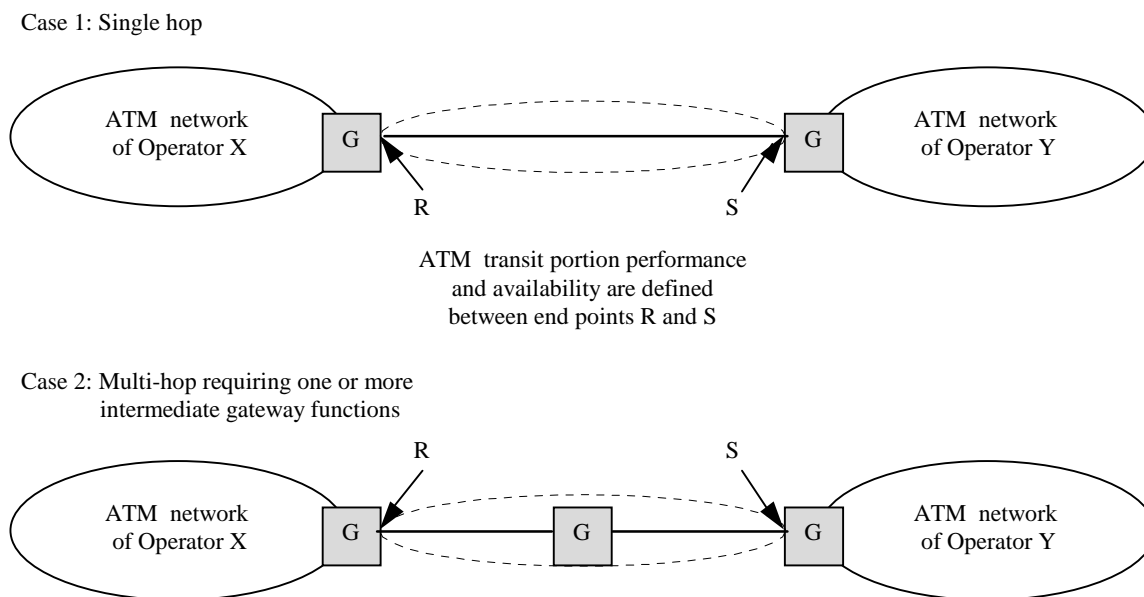 Case 1: Single hop
ATM network
of Operator X
G
G
ATM network
of Operator Y
R
S
ATM transit portion performance
and availability are defined
between end points R and S
Case 2: Multi-hop requiring one or more
intermediate gateway functions
R
S
ATM network
of Operator X
G
G
G
ATM network
of Operator Y